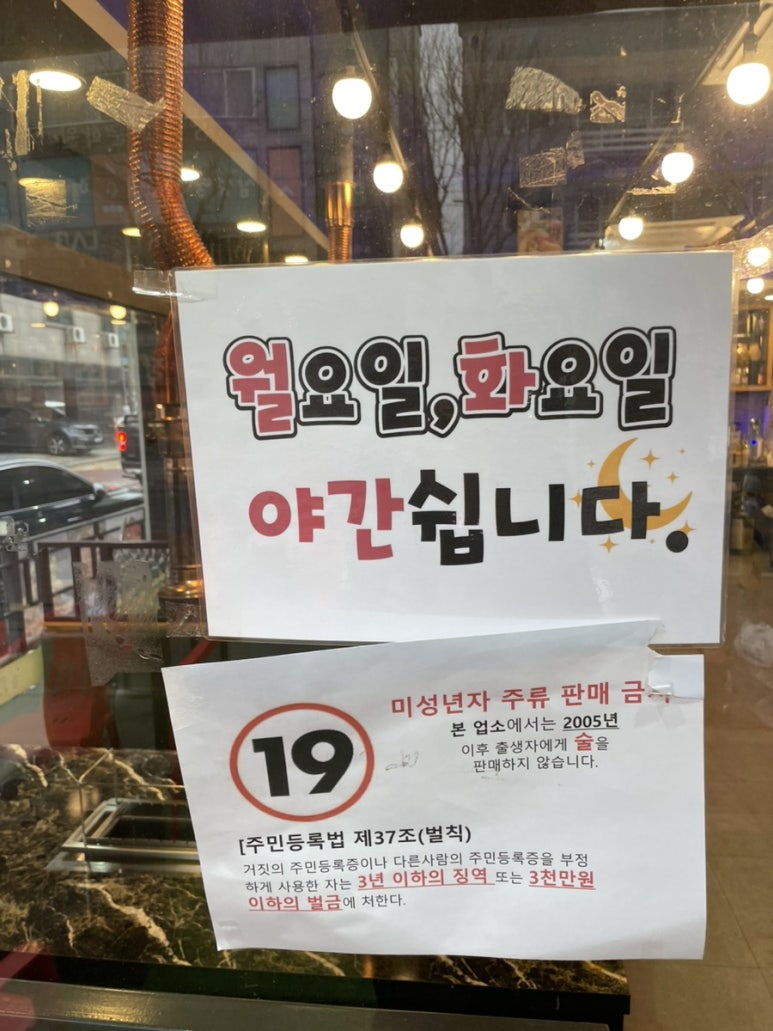 월요일,화요일
야간쉽니다.
19
미성년자 주류 판매
본 업소에서는 2005년
이후 출생자에게 술을
판매하지 않습니다.
[주민등록법 제37조(벌칙)
거짓의 주민등록증이나 다른사람의 주민등록증을 부정
하게 사용한 자는 3년 이하의 징역 또는 3천만원
이하의 벌금에 처한다.